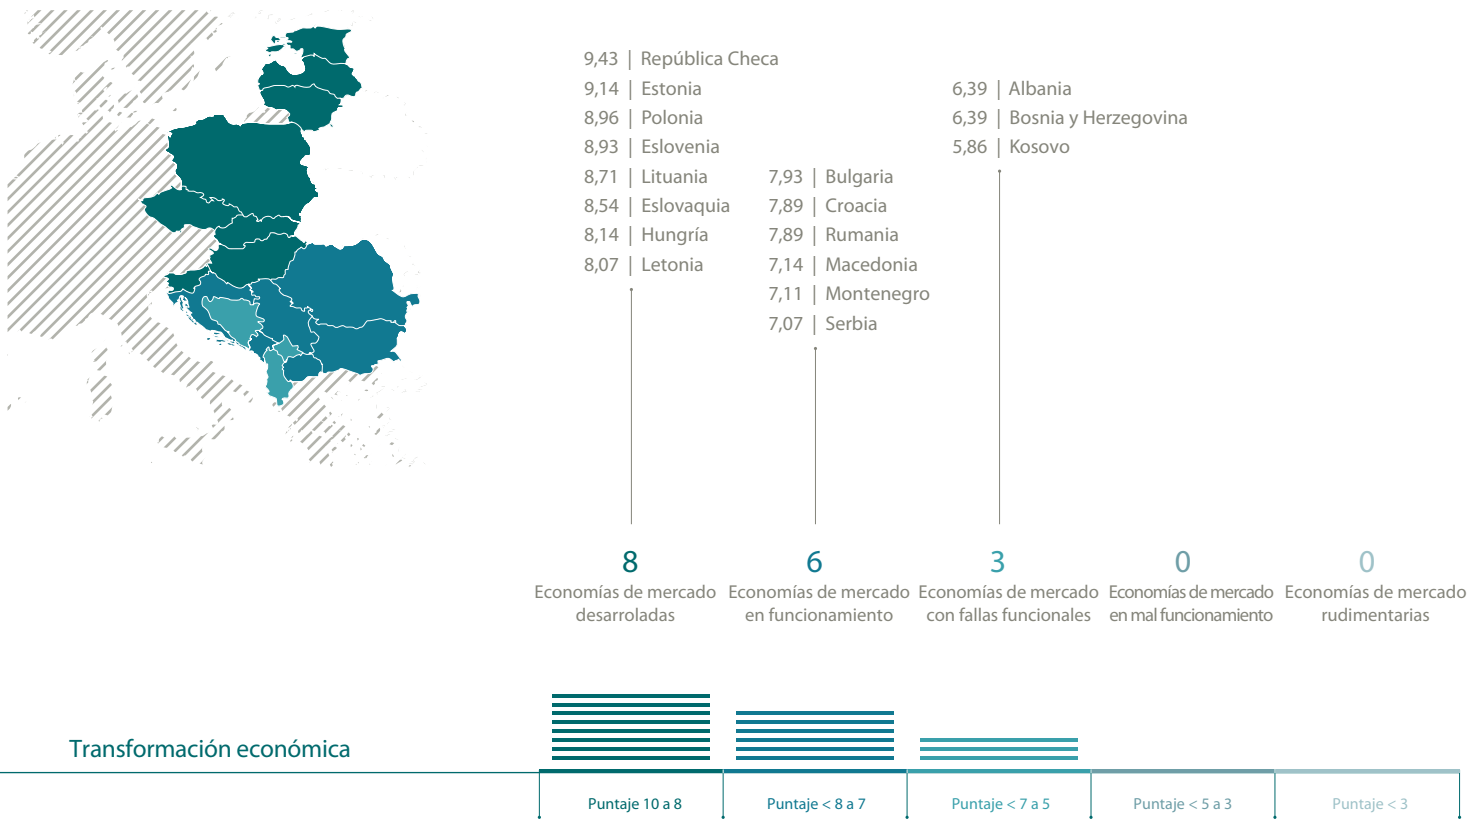 9,43 | República Checa
9,14 | Estonia
8,96 | Polonia
8,93 | Eslovenia
8,71 | Lituania
8,54 | Eslovaquia
8,14 | Hungría
8,07 | Letonia
7,93 | Bulgaria
7,89 | Croacia
7,89 | Rumania
7,14 | Macedonia
7,11 | Montenegro
7,07 | Serbia
6,39 | Albania
6,39 | Bosnia y Herzegovina
5,86 | Kosovo
8
Economías de mercado
desarroladas
6
Economías de mercado
en funcionamiento
3
Economías de mercado
con fallas funcionales
0
Economías de mercado
en mal funcionamiento
0
Economías de mercado
rudimentarias
Transformación económica
Puntaje 10 a 8
Puntaje < 8 a 7
Puntaje < 7 a 5
Puntaje < 5 a 3
Puntaje < 3